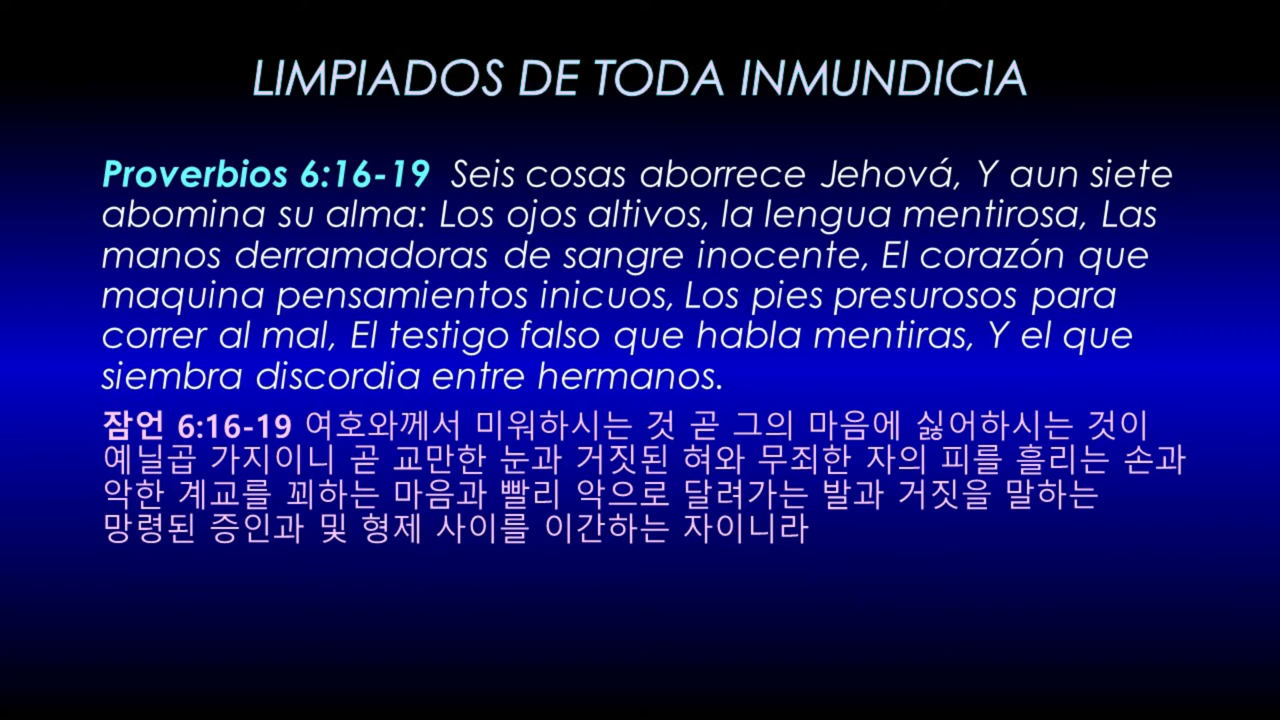 LIMPIADOS DE TODA INMUNDICIA
Proverbios 6:16-19 Seis cosas aborrece Jehová, Y aun siete
abomina su alma: Los ojos altivos, la lengua mentirosa, Las
manos derramadoras de sangre inocente, El corazón que
maquina pensamientos inicuos, Los pies presurosos para
correr al mal, El testigo falso que habla mentiras, Y el que
siembra discordia entre hermanos.
잠언 6:16-19 여호와께서 미워하시는 것 곧 그의 마음에 싫어하시는 것이
예닐곱 가지이니 곧 교만한 눈과 거짓된 혀와 무죄한 자의 피를 흘리는 손과
악한 계교를 꾀하는 마음과 빨리 악으로 달려가는 발과 거짓을 말하는
망령된 증인과 및 형제 사이를 이간하는 자이니라